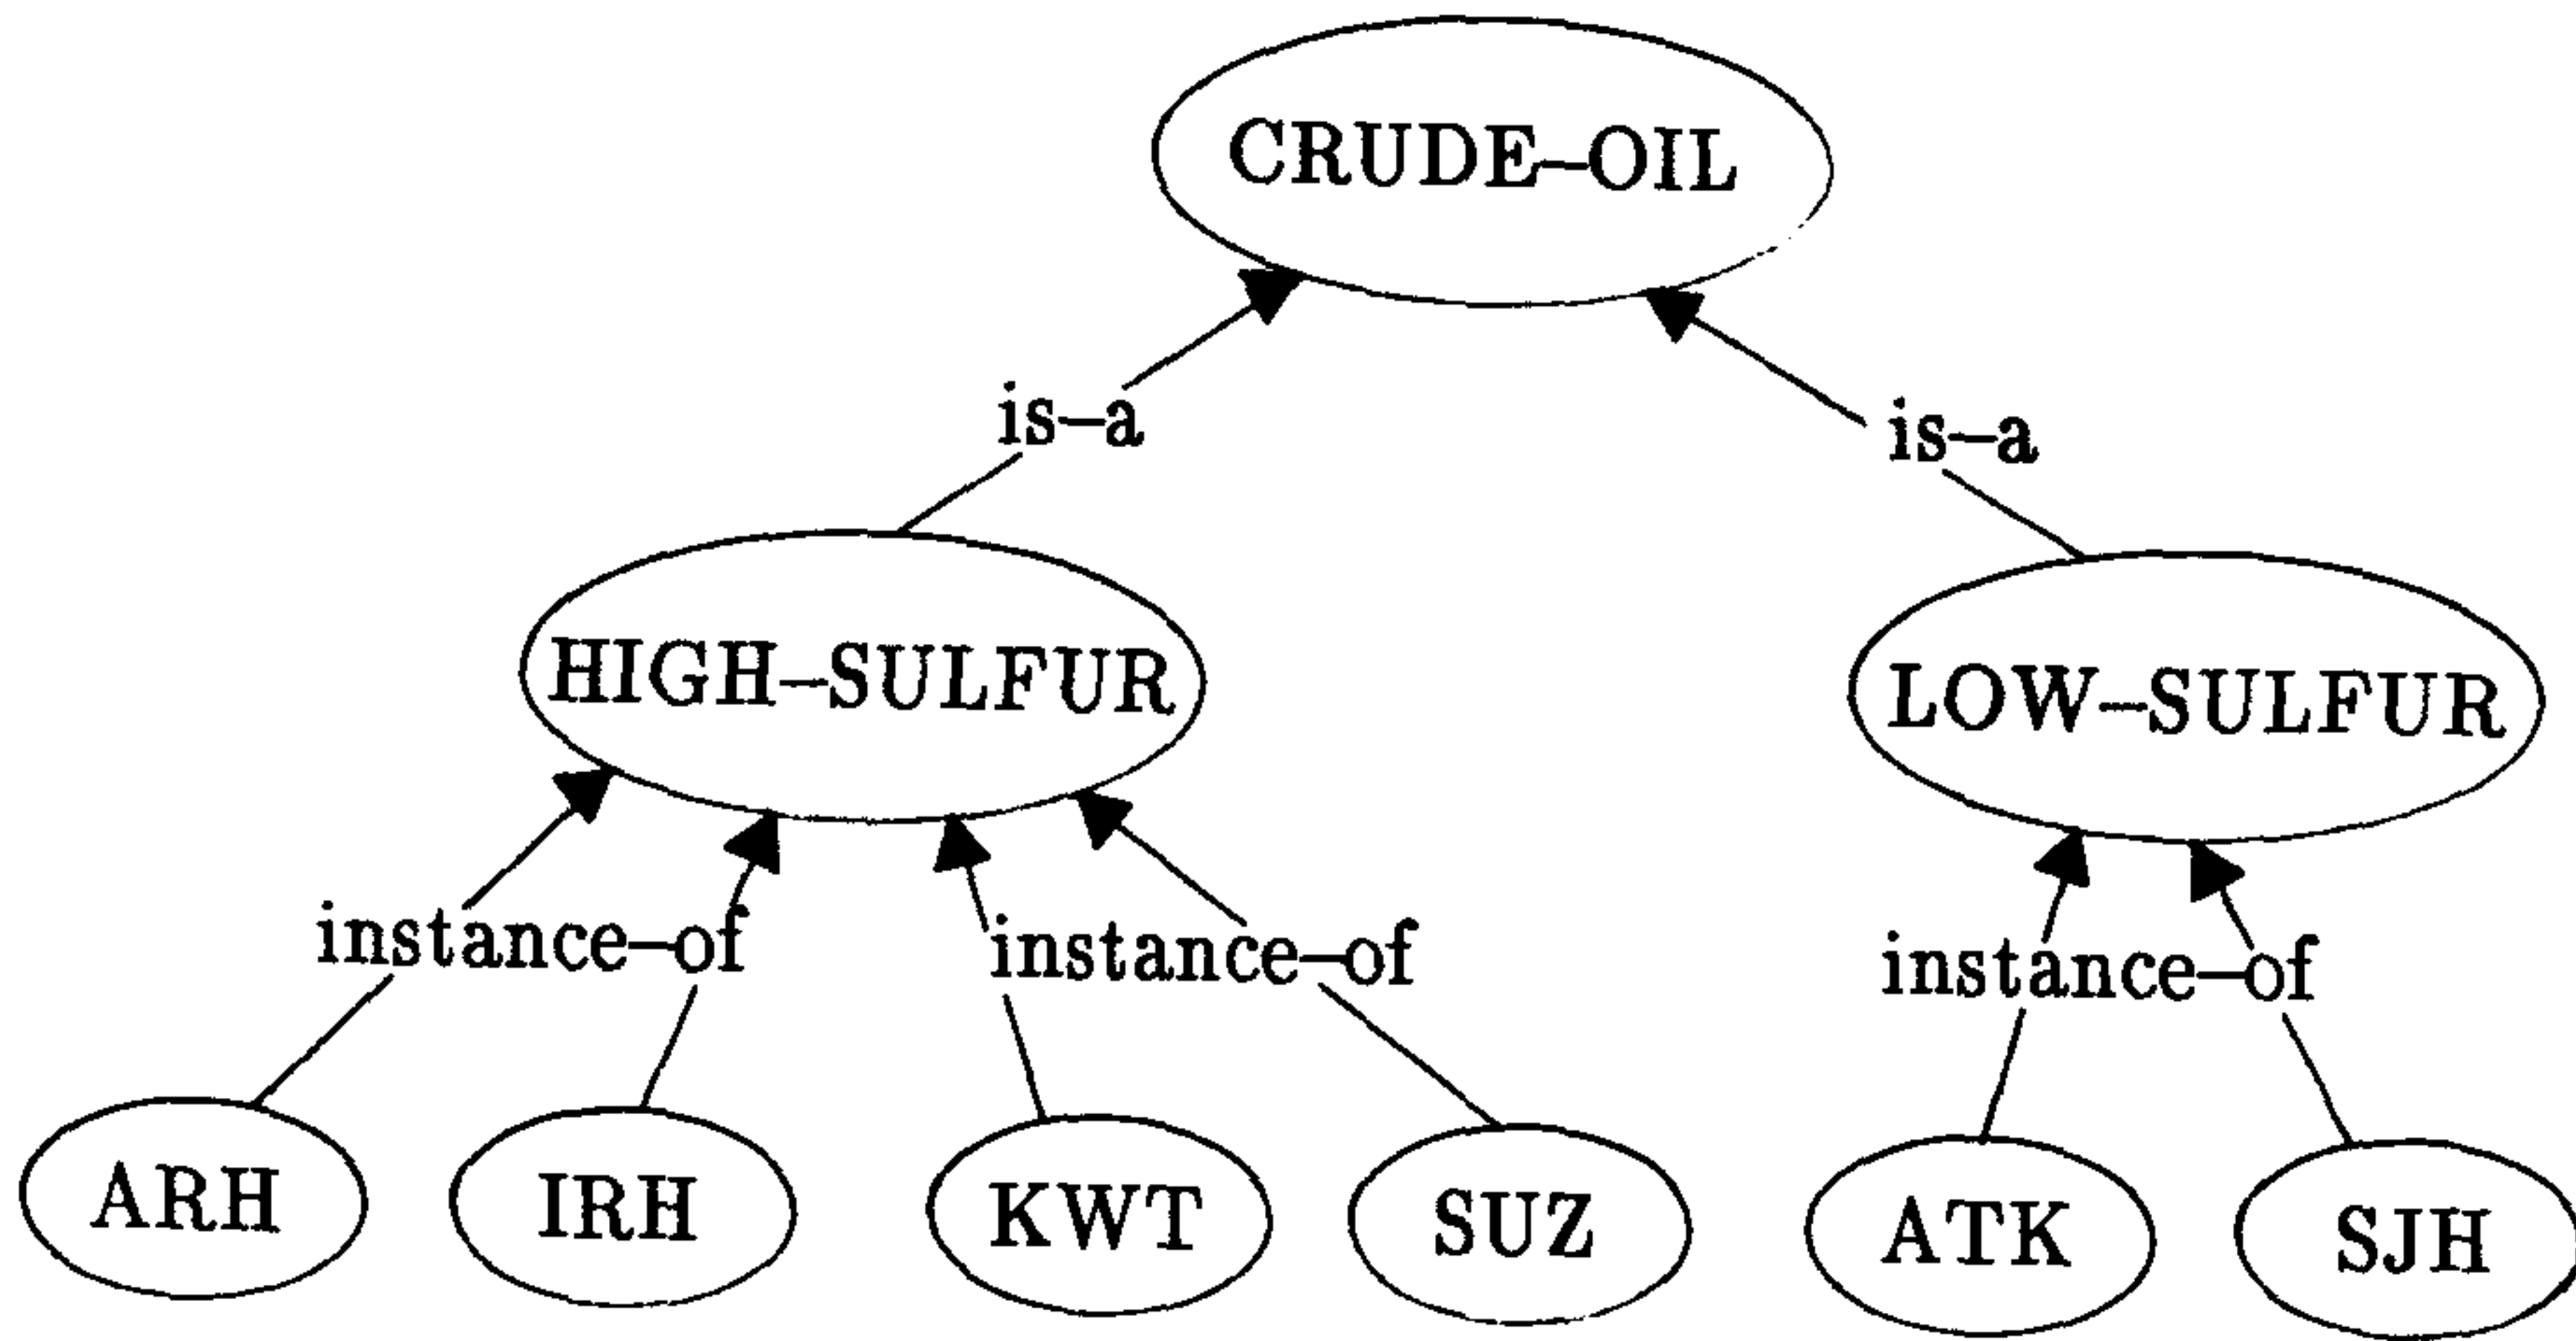 CRUDE–OIL
is–a is–a
HIGH–SULFUR LOW–SULFUR
instance–of instance–of instance–of
ARH IRH KWT SUZ ATK SJH